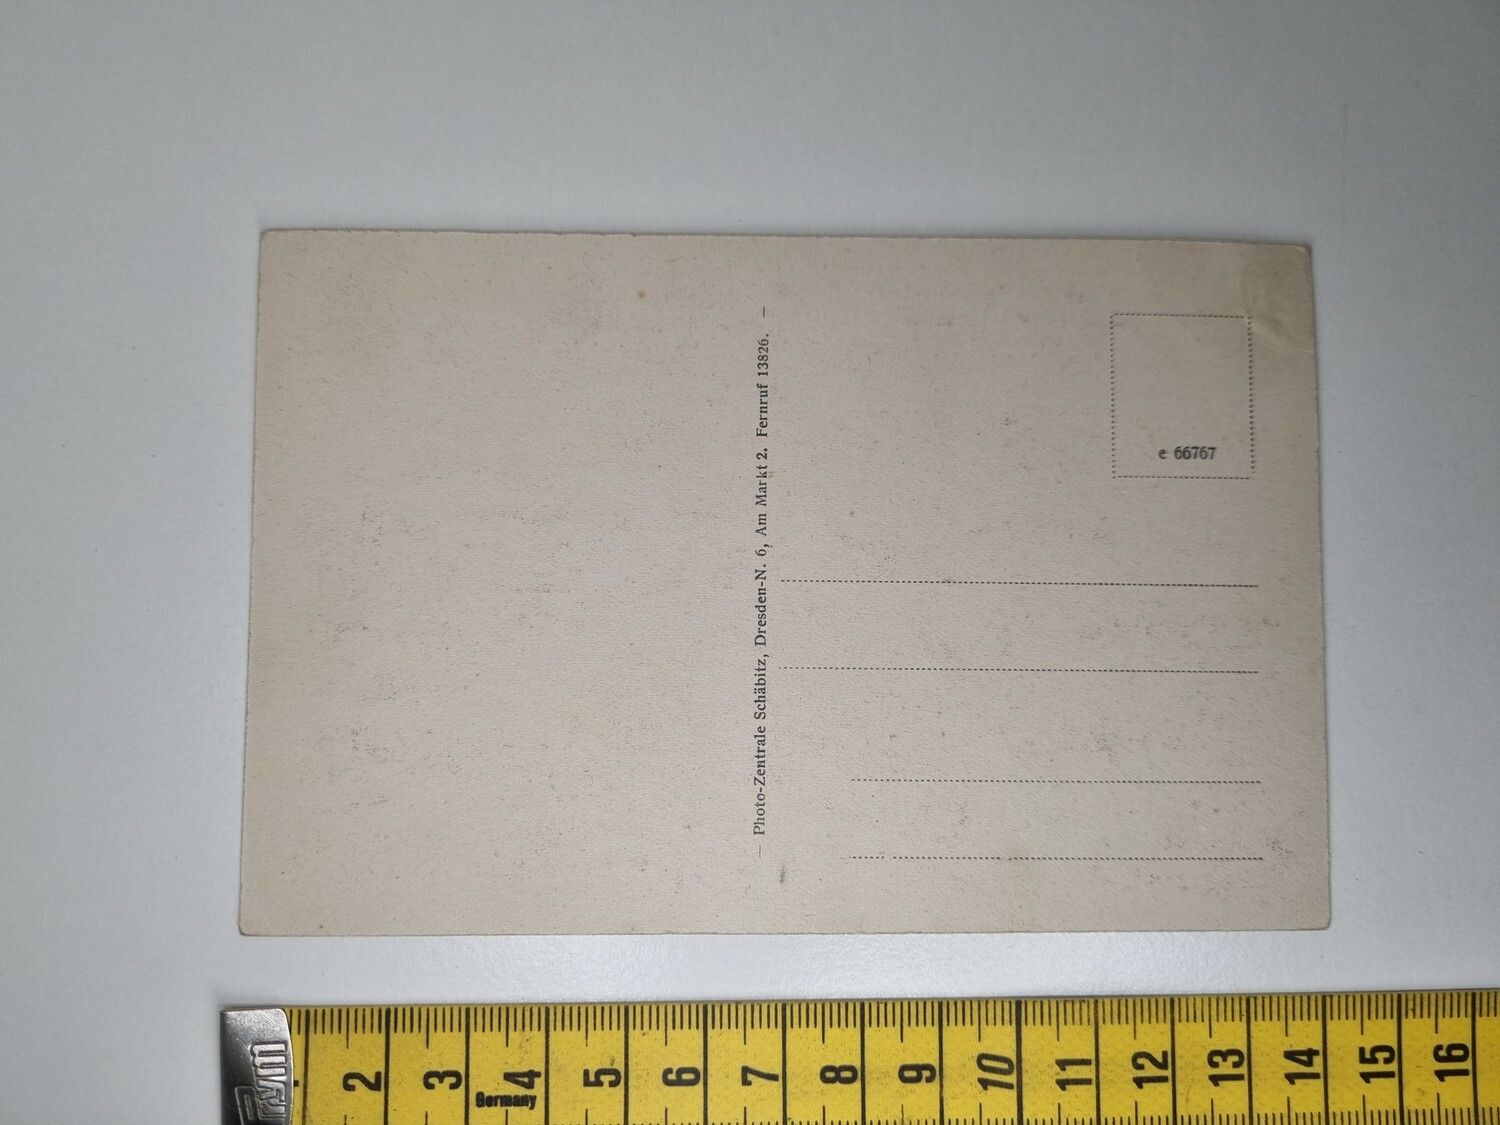 — Photo-Zentrale Schäbitz, Dresden-N. 6, Am Markt 2. Fernruf 13826. —
e 66767
Prym
2 3 4 5 6 7 8 9 10 11 12 13 14 15 16
Germany